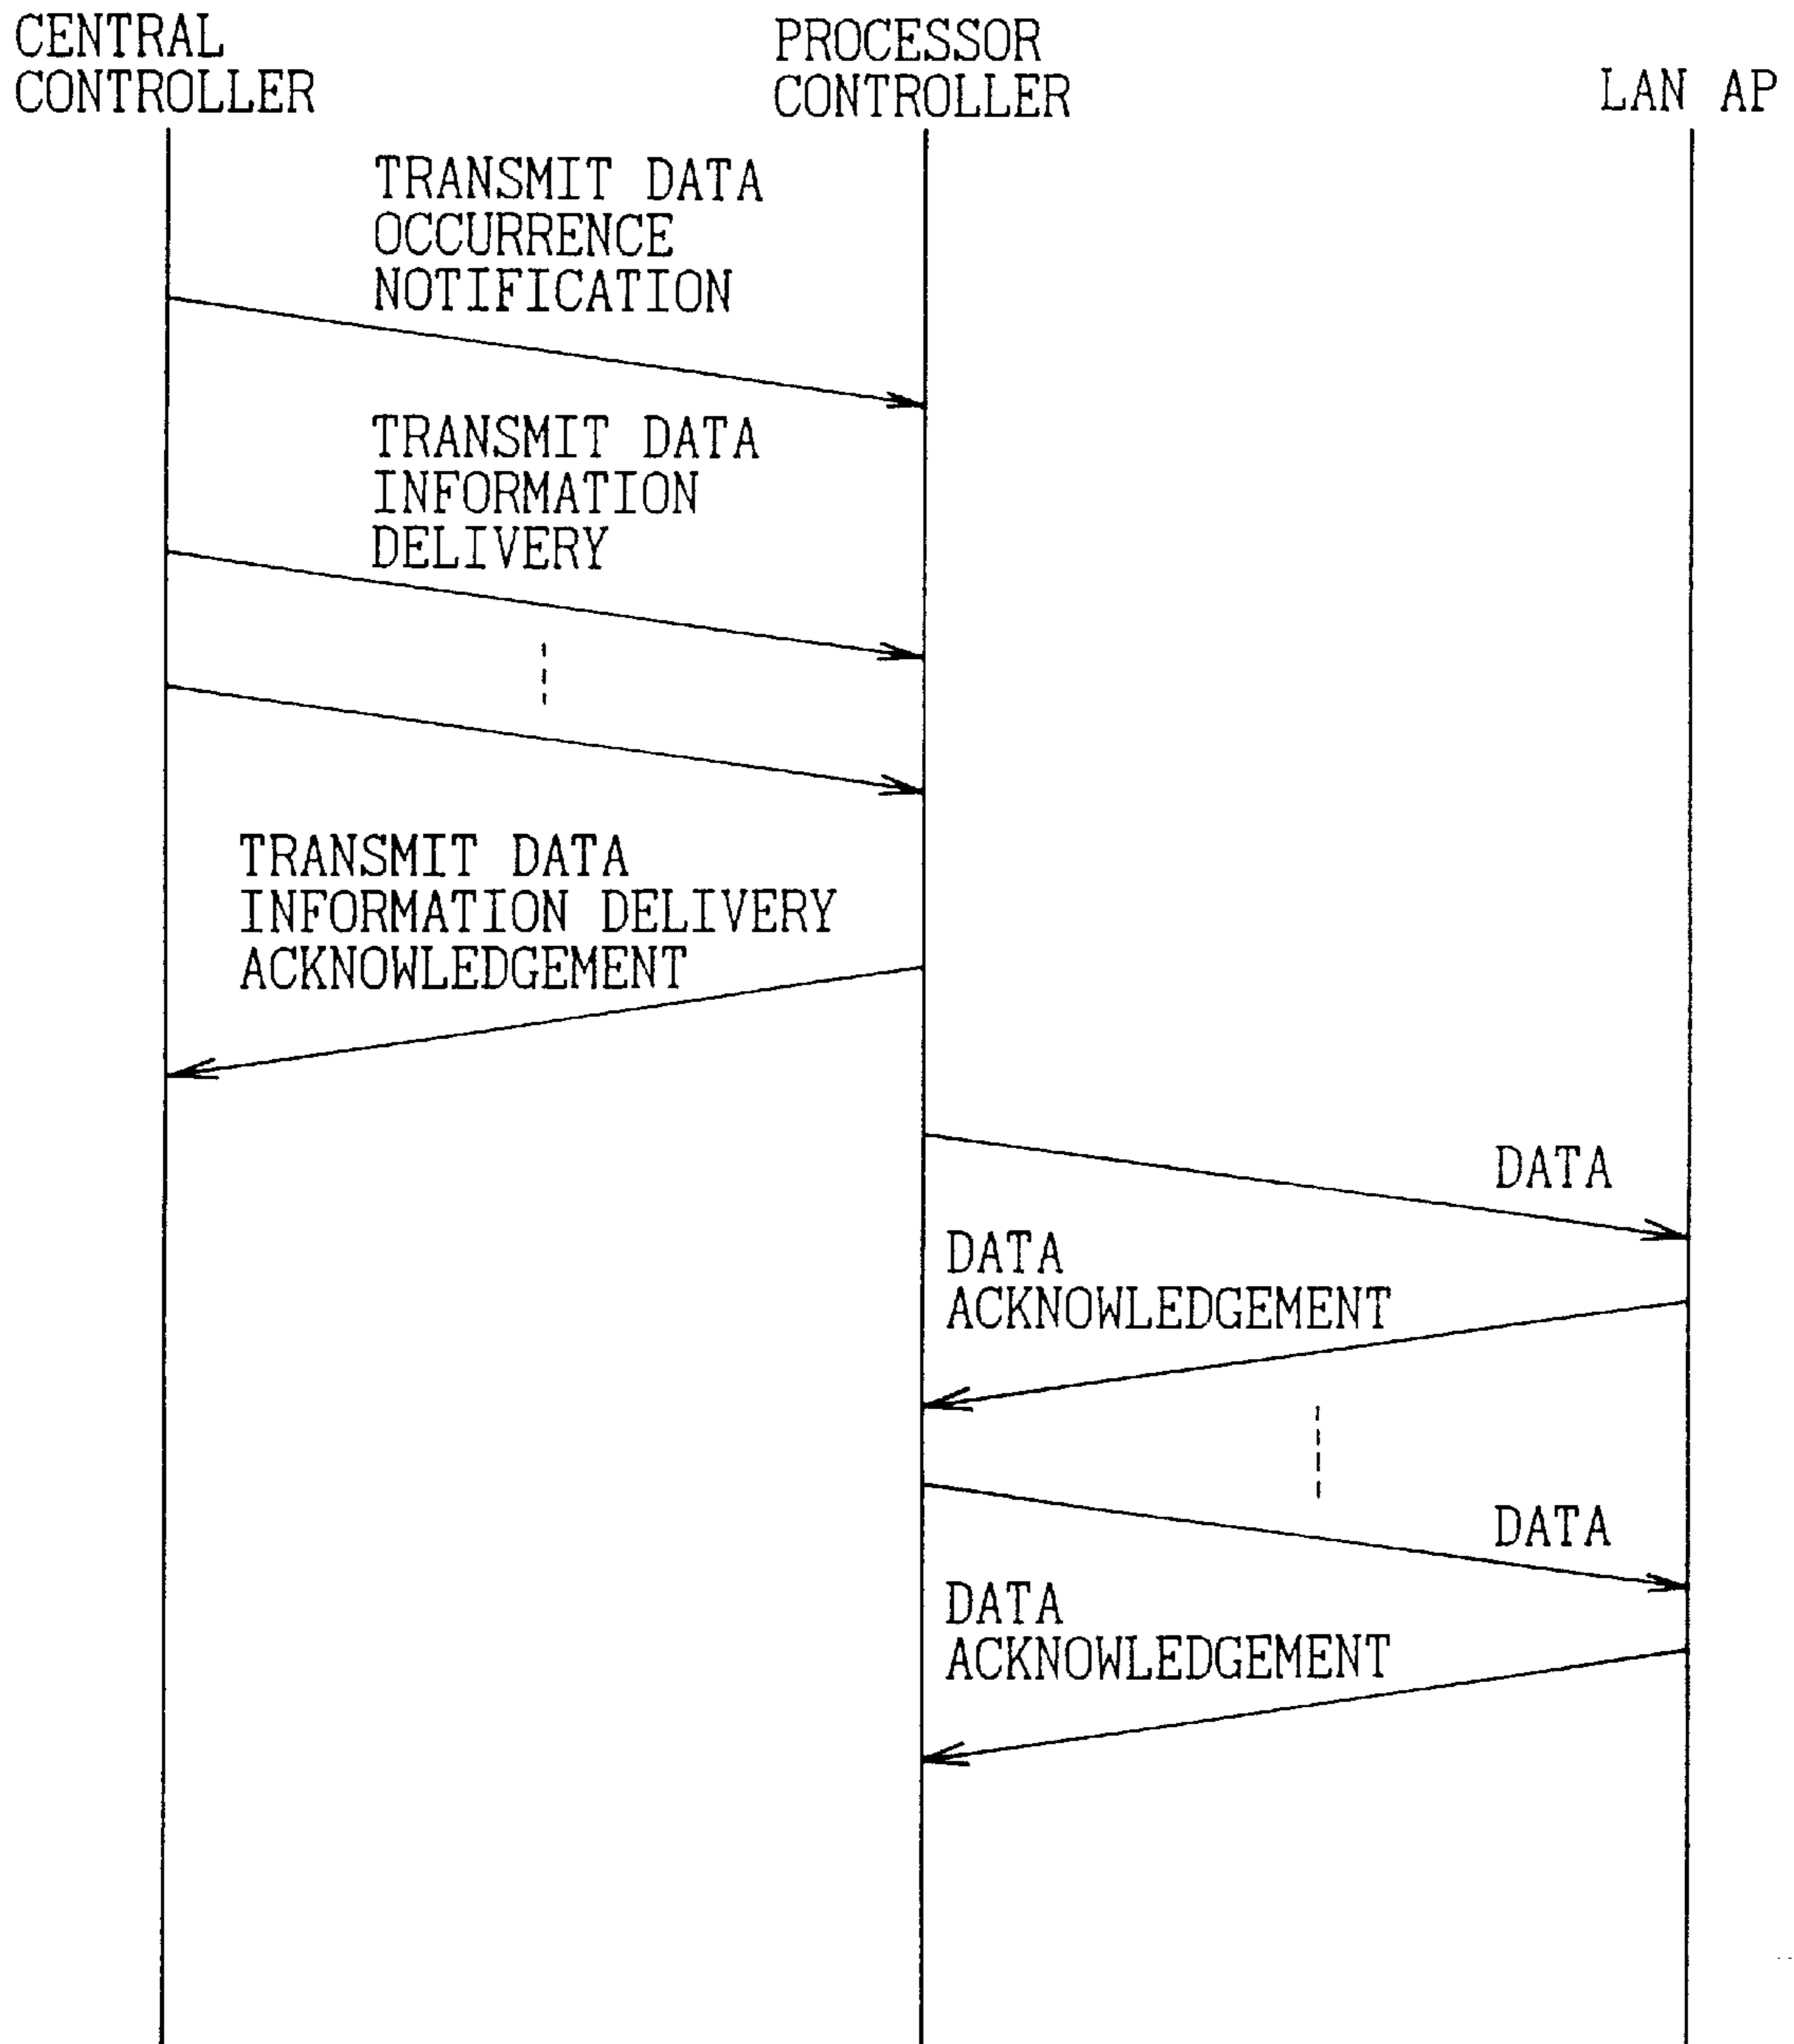 CENTRAL
CONTROLLER
PROCESSOR
CONTROLLER
LAN AP
TRANSMIT DATA
OCCURRENCE
NOTIFICATION
TRANSMIT DATA
INFORMATION
DELIVERY
TRANSMIT DATA
INFORMATION DELIVERY
ACKNOWLEDGEMENT
DATA
DATA
ACKNOWLEDGEMENT
DATA
DATA
ACKNOWLEDGEMENT